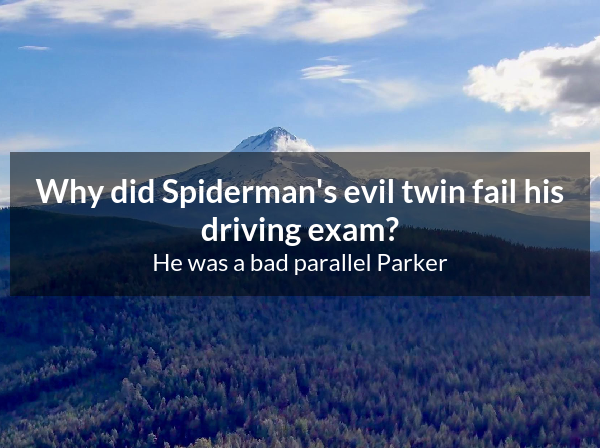 Why did Spiderman's evil twin fail his
driving exam?
He was a bad parallel Parker